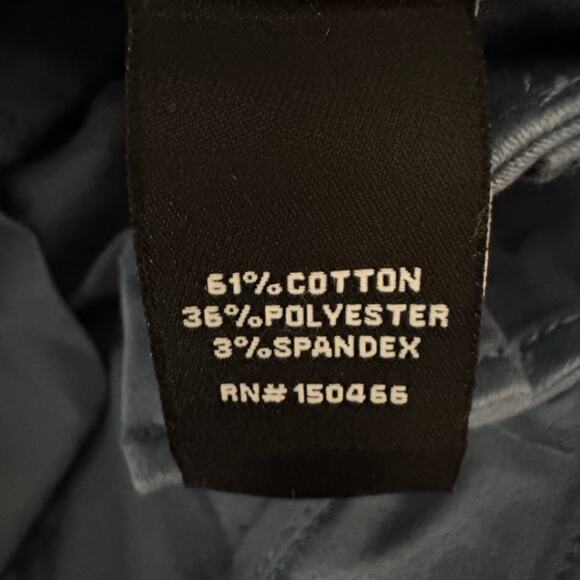 61% COTTON
36% POLYESTER
3% SPANDEX
RN# 150466